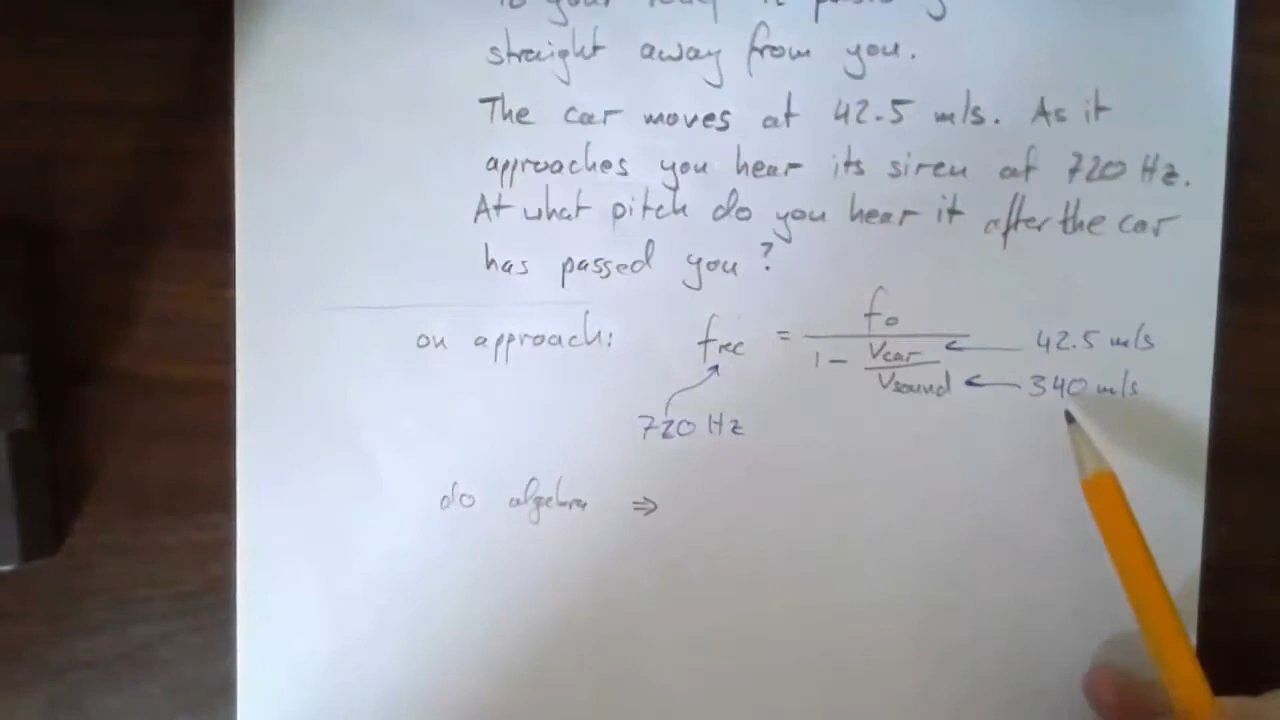 straight away from you.
The car moves at 42.5 m/s. As it
approaches you hear its siren at 720 Hz.
At what pitch do you hear it after the car
has passed you?
on approach: frec = fo / (1 - Vcar / Vsound) ← 42.5 m/s ← 340 m/s
720 Hz
do algebra ⇒